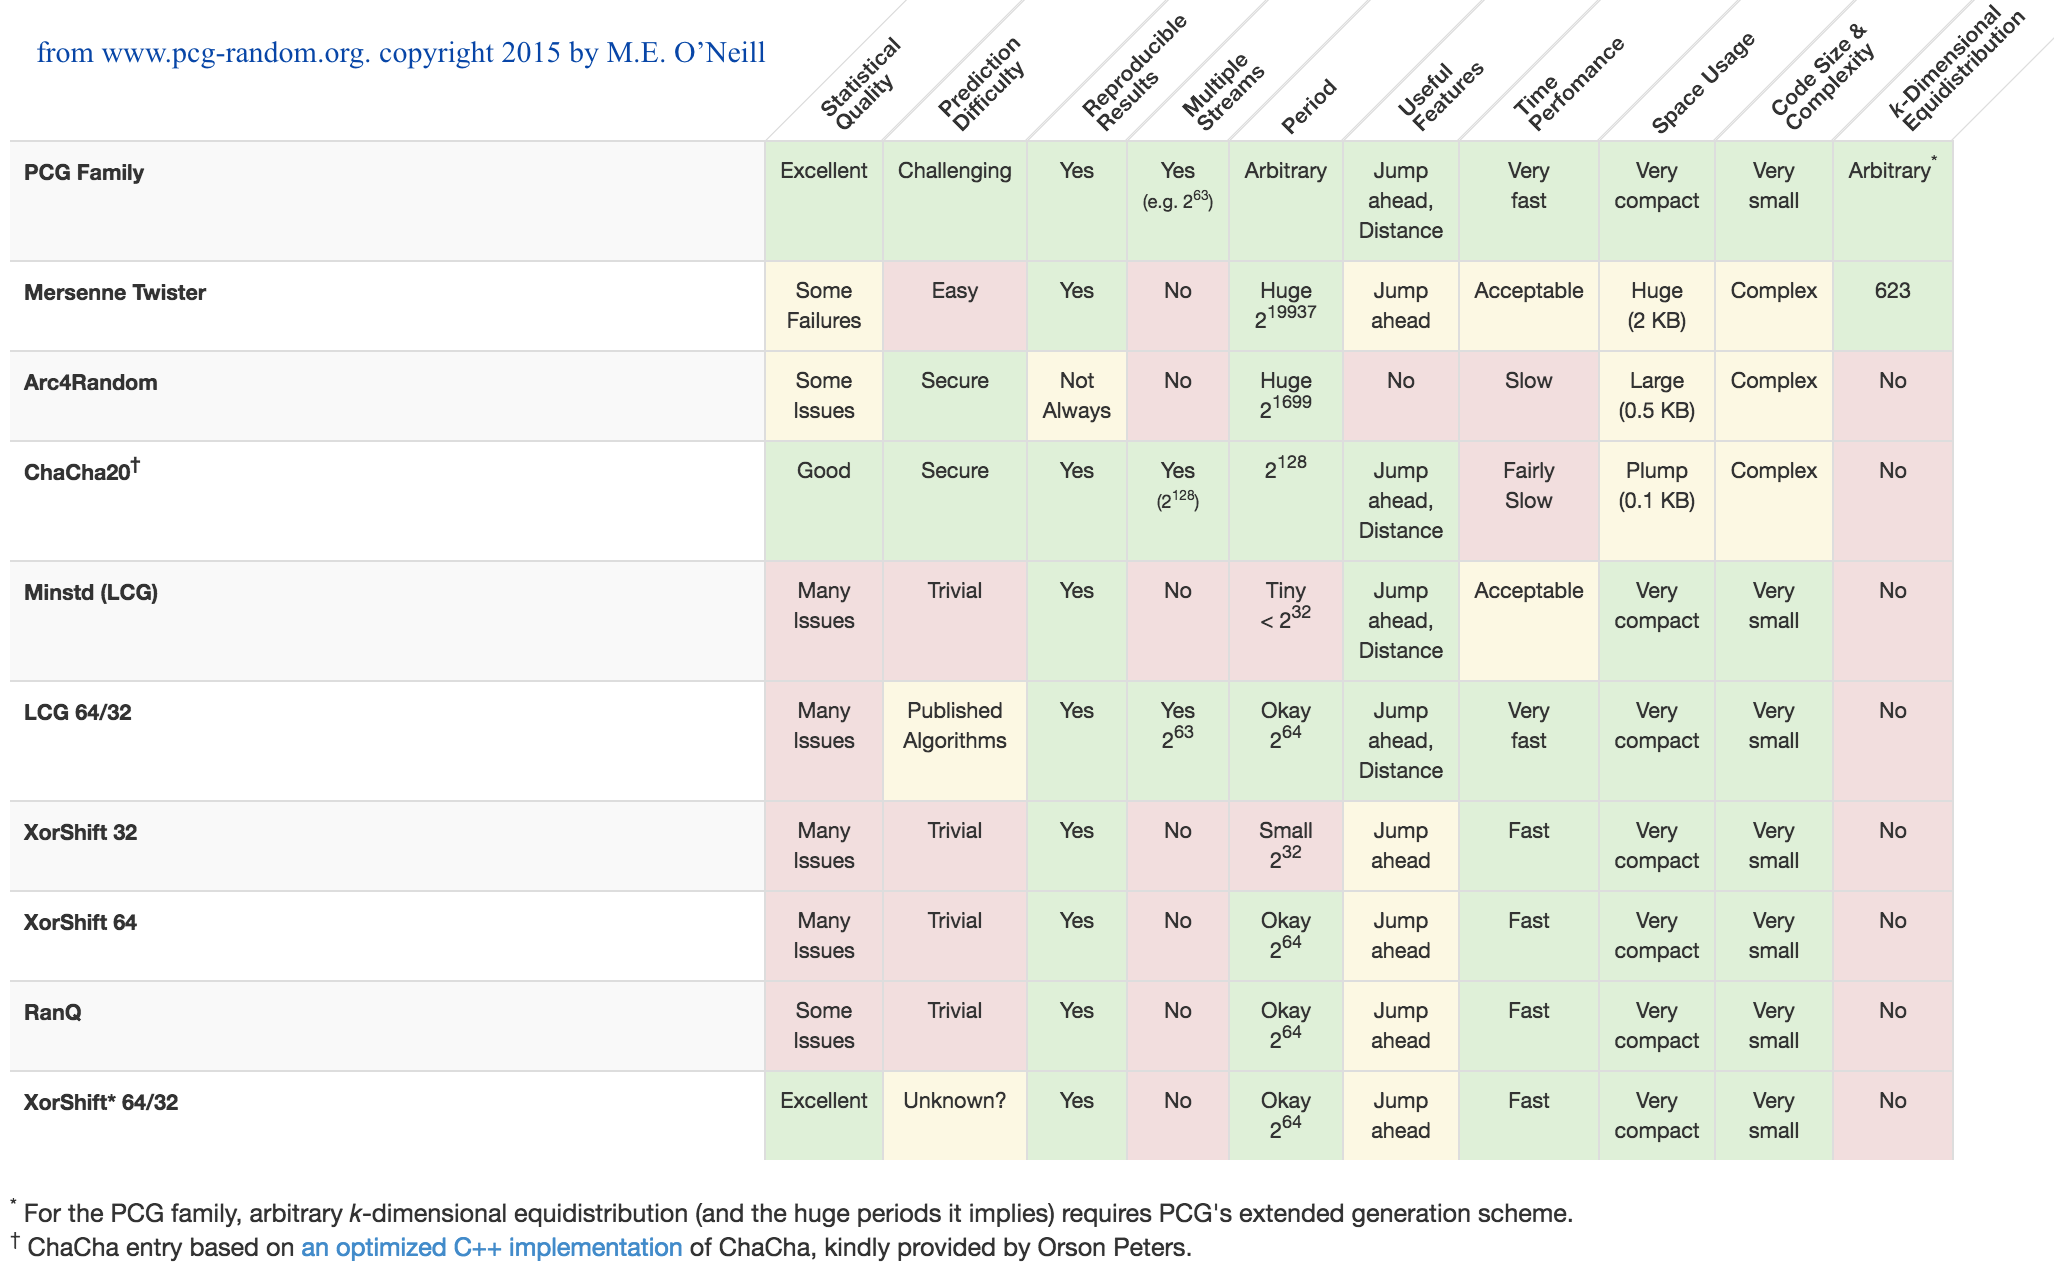 from www.pcg-random.org. copyright 2015 by M.E. O’Neill
Statistical Quality
Prediction Difficulty
Reproducible Results
Multiple Streams
Period
Useful Features
Time Perfomance
Space Usage
Code Size & Complexity
k-Dimensional Equidistribution
PCG Family Excellent Challenging Yes Yes Arbitrary Jump Very Very Very Arbitrary*
(e.g. 2^63) ahead, fast compact small
Distance
Mersenne Twister Some Easy Yes No Huge Jump Acceptable Huge Complex 623
Failures 2^19937 ahead (2 KB)
Arc4Random Some Secure Not No Huge No Slow Large Complex No
Issues Always 2^1699 (0.5 KB)
ChaCha20† Good Secure Yes Yes 2^128 Jump Fairly Plump Complex No
(2^128) ahead, Slow (0.1 KB)
Distance
Minstd (LCG) Many Trivial Yes No Tiny Jump Acceptable Very Very No
Issues < 2^32 ahead, compact small
Distance
LCG 64/32 Many Published Yes Yes Okay Jump Very Very Very No
Issues Algorithms 2^63 2^64 ahead, fast compact small
Distance
XorShift 32 Many Trivial Yes No Small Jump Fast Very Very No
Issues 2^32 ahead compact small
XorShift 64 Many Trivial Yes No Okay Jump Fast Very Very No
Issues 2^64 ahead compact small
RanQ Some Trivial Yes No Okay Jump Fast Very Very No
Issues 2^64 ahead compact small
XorShift* 64/32 Excellent Unknown? Yes No Okay Jump Fast Very Very No
2^64 ahead compact small
* For the PCG family, arbitrary k-dimensional equidistribution (and the huge periods it implies) requires PCG's extended generation scheme.
† ChaCha entry based on an optimized C++ implementation of ChaCha, kindly provided by Orson Peters.